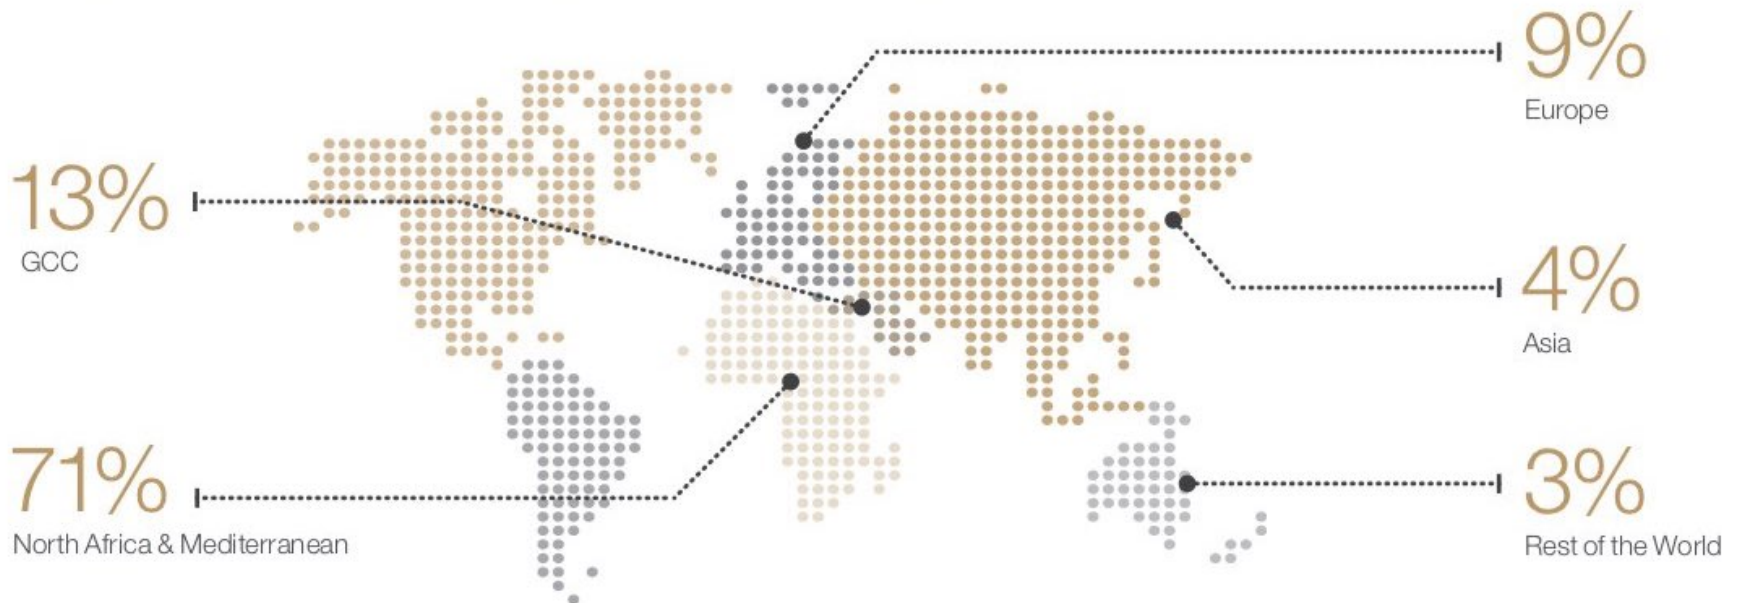 9%
Europe
13%
GCC
4%
Asia
71%
North Africa & Mediterranean
3%
Rest of the World